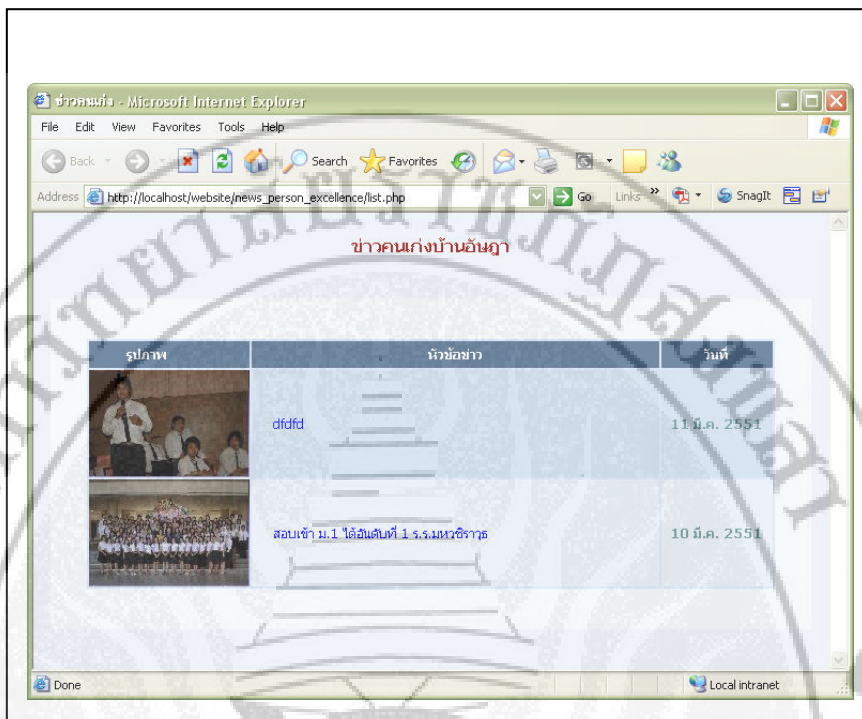 ข่าวคนเก่ง - Microsoft Internet Explorer
File Edit View Favorites Tools Help
Back Search Favorites
Address http://localhost/website/news_person_excellence/list.php Go Links » SnagIt
ข่าวคนเก่งบ้านอันฎา
รูปภาพ หัวข้อข่าว วันที่
dfdfd 11 มี.ค. 2551
สอบเข้า ม.1 ได้อันดับที่ 1 ร.ร.มหาวชิราวุธ 10 มี.ค. 2551
Done Local intranet